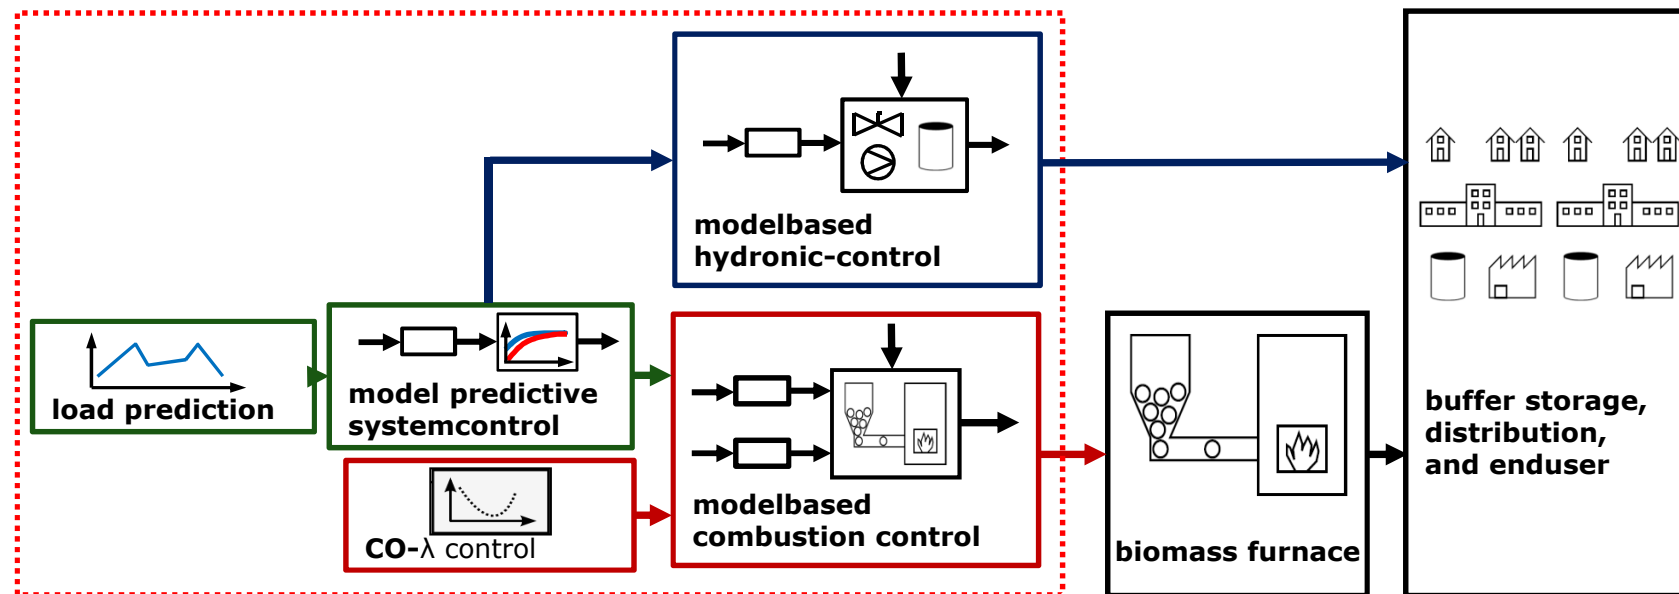 modelbased
hydronic-control
load prediction
model predictive
systemcontrol
CO-λ control
modelbased
combustion control
biomass furnace
buffer storage,
distribution,
and enduser